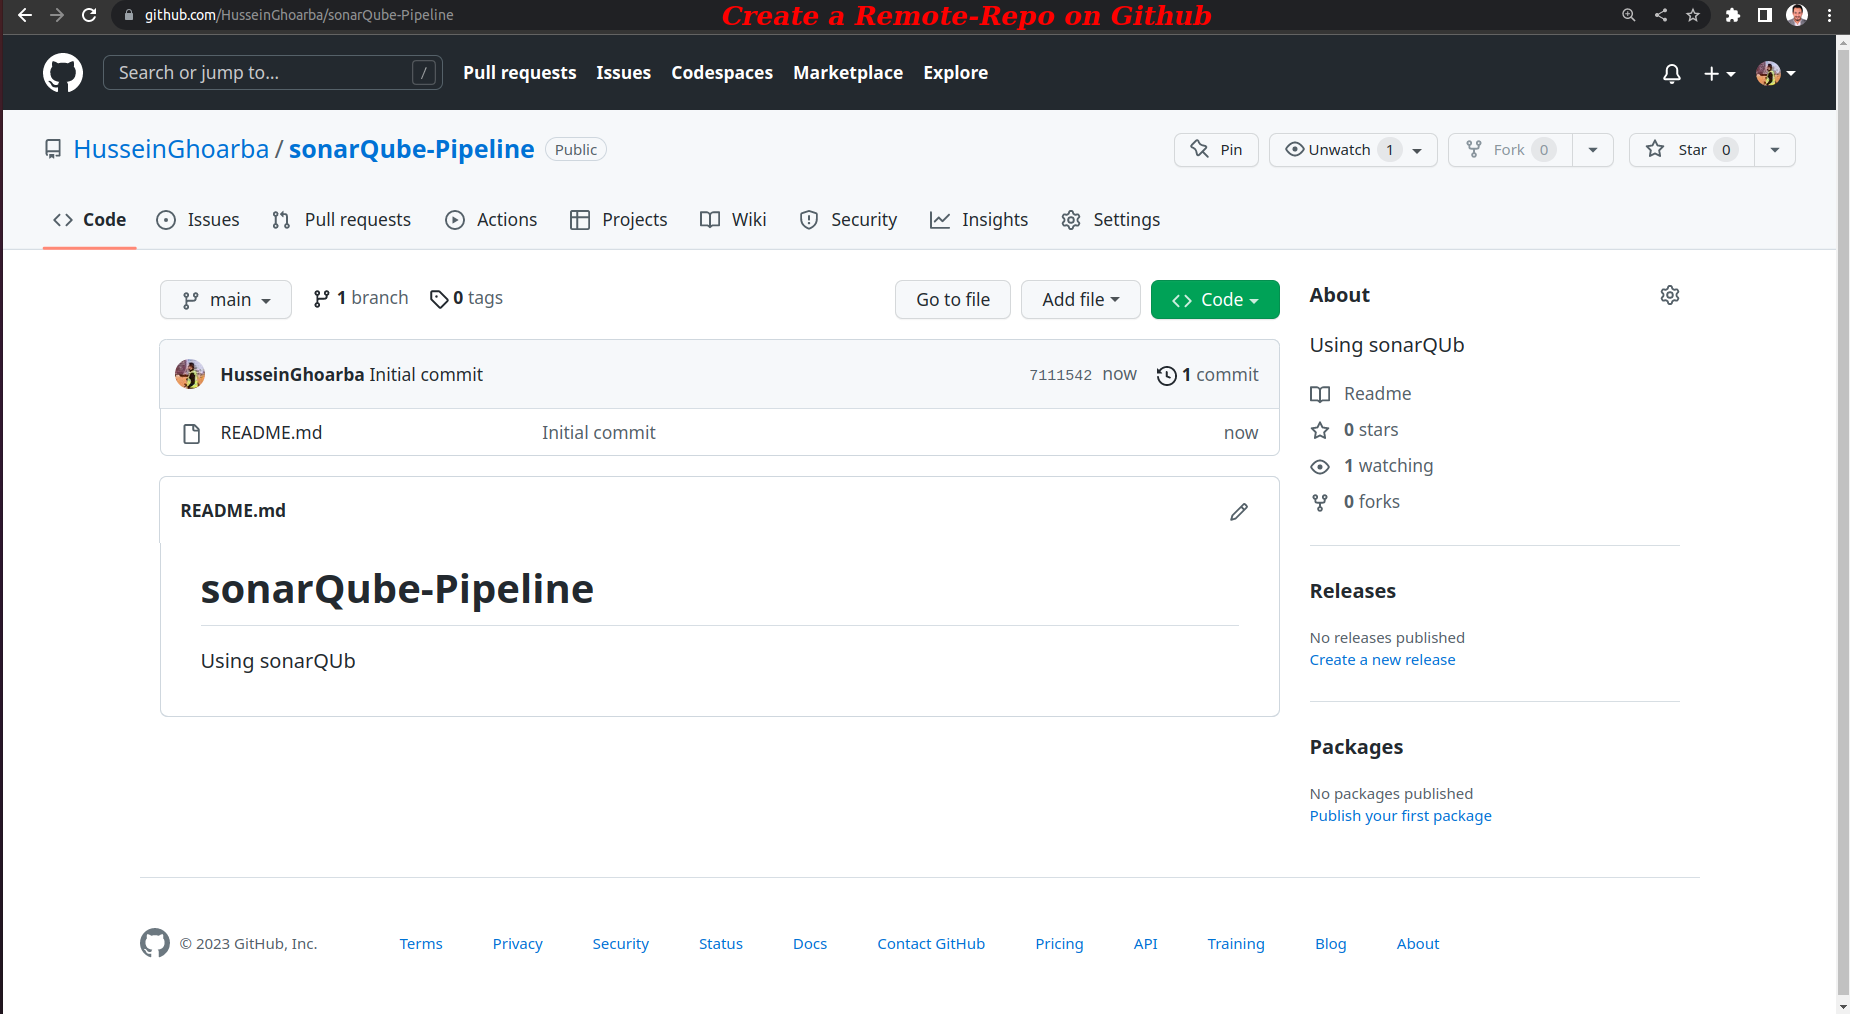 github.com/HusseinGhoarba/sonarQube-Pipeline
Create a Remote-Repo on Github
Search or jump to... /
Pull requests Issues Codespaces Marketplace Explore
HusseinGhoarba / sonarQube-Pipeline Public
Pin Unwatch 1 Fork 0 Star 0
Code Issues Pull requests Actions Projects Wiki Security Insights Settings
main 1 branch 0 tags Go to file Add file Code
HusseinGhoarba Initial commit 7111542 now 1 commit
README.md Initial commit now
README.md
sonarQube-Pipeline
Using sonarQUb
About
Using sonarQUb
Readme
0 stars
1 watching
0 forks
Releases
No releases published
Create a new release
Packages
No packages published
Publish your first package
© 2023 GitHub, Inc. Terms Privacy Security Status Docs Contact GitHub Pricing API Training Blog About